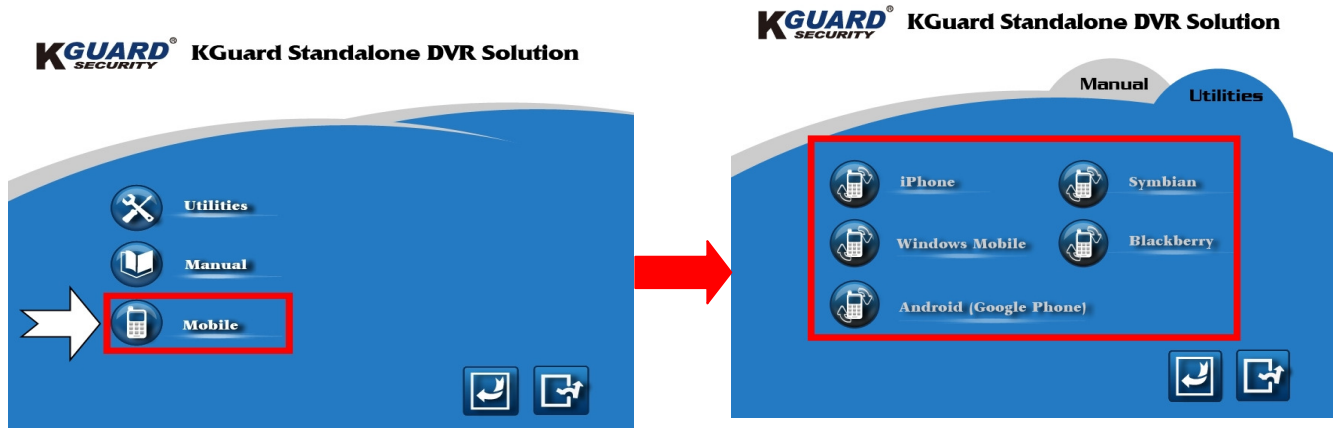 KGUARD®
SECURITY
KGuard Standalone DVR Solution
Utilities
Manual
Mobile
KGUARD®
SECURITY
KGuard Standalone DVR Solution
Manual
Utilities
iPhone
Symbian
Windows Mobile
Blackberry
Android (Google Phone)